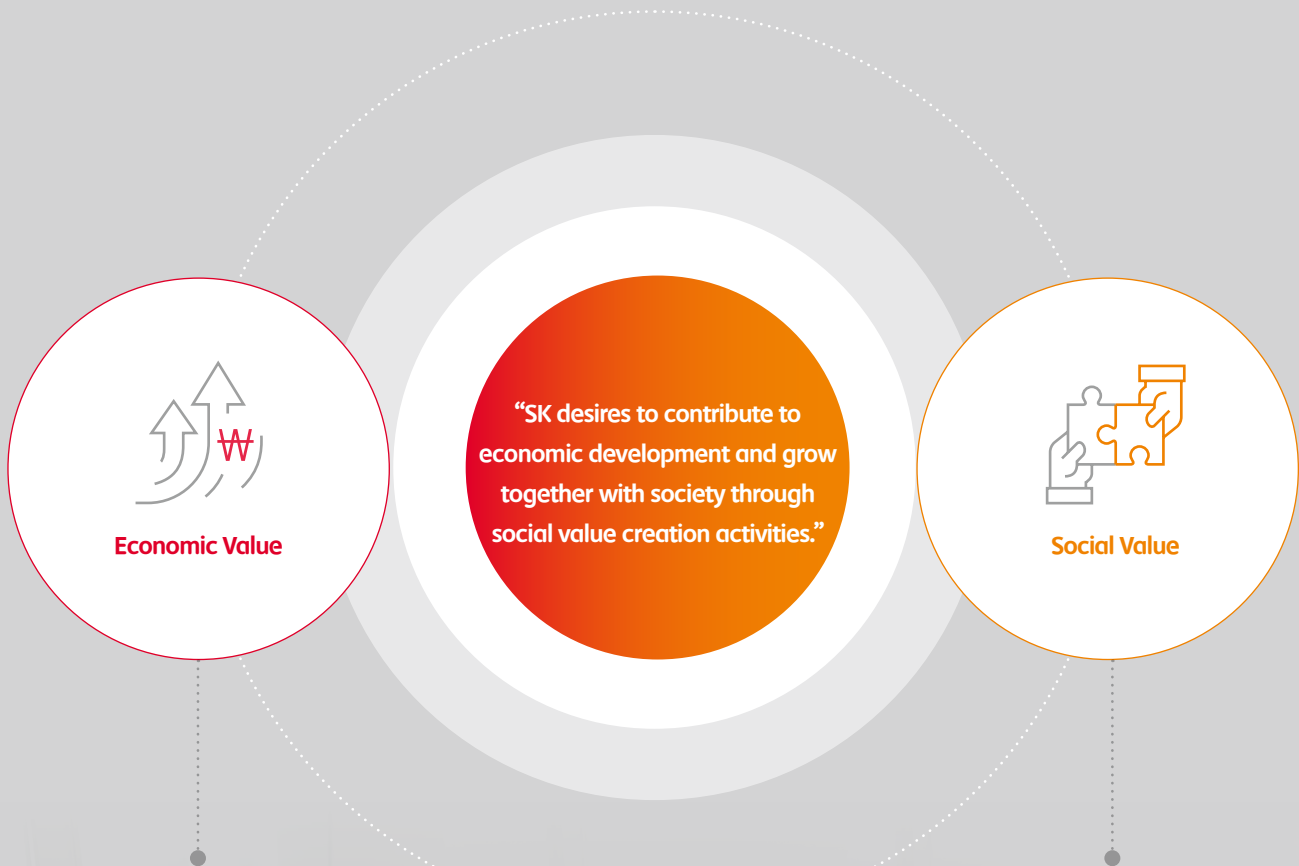 “SK desires to contribute to
economic development and grow
together with society through
social value creation activities.”
₩
Economic Value
Social Value